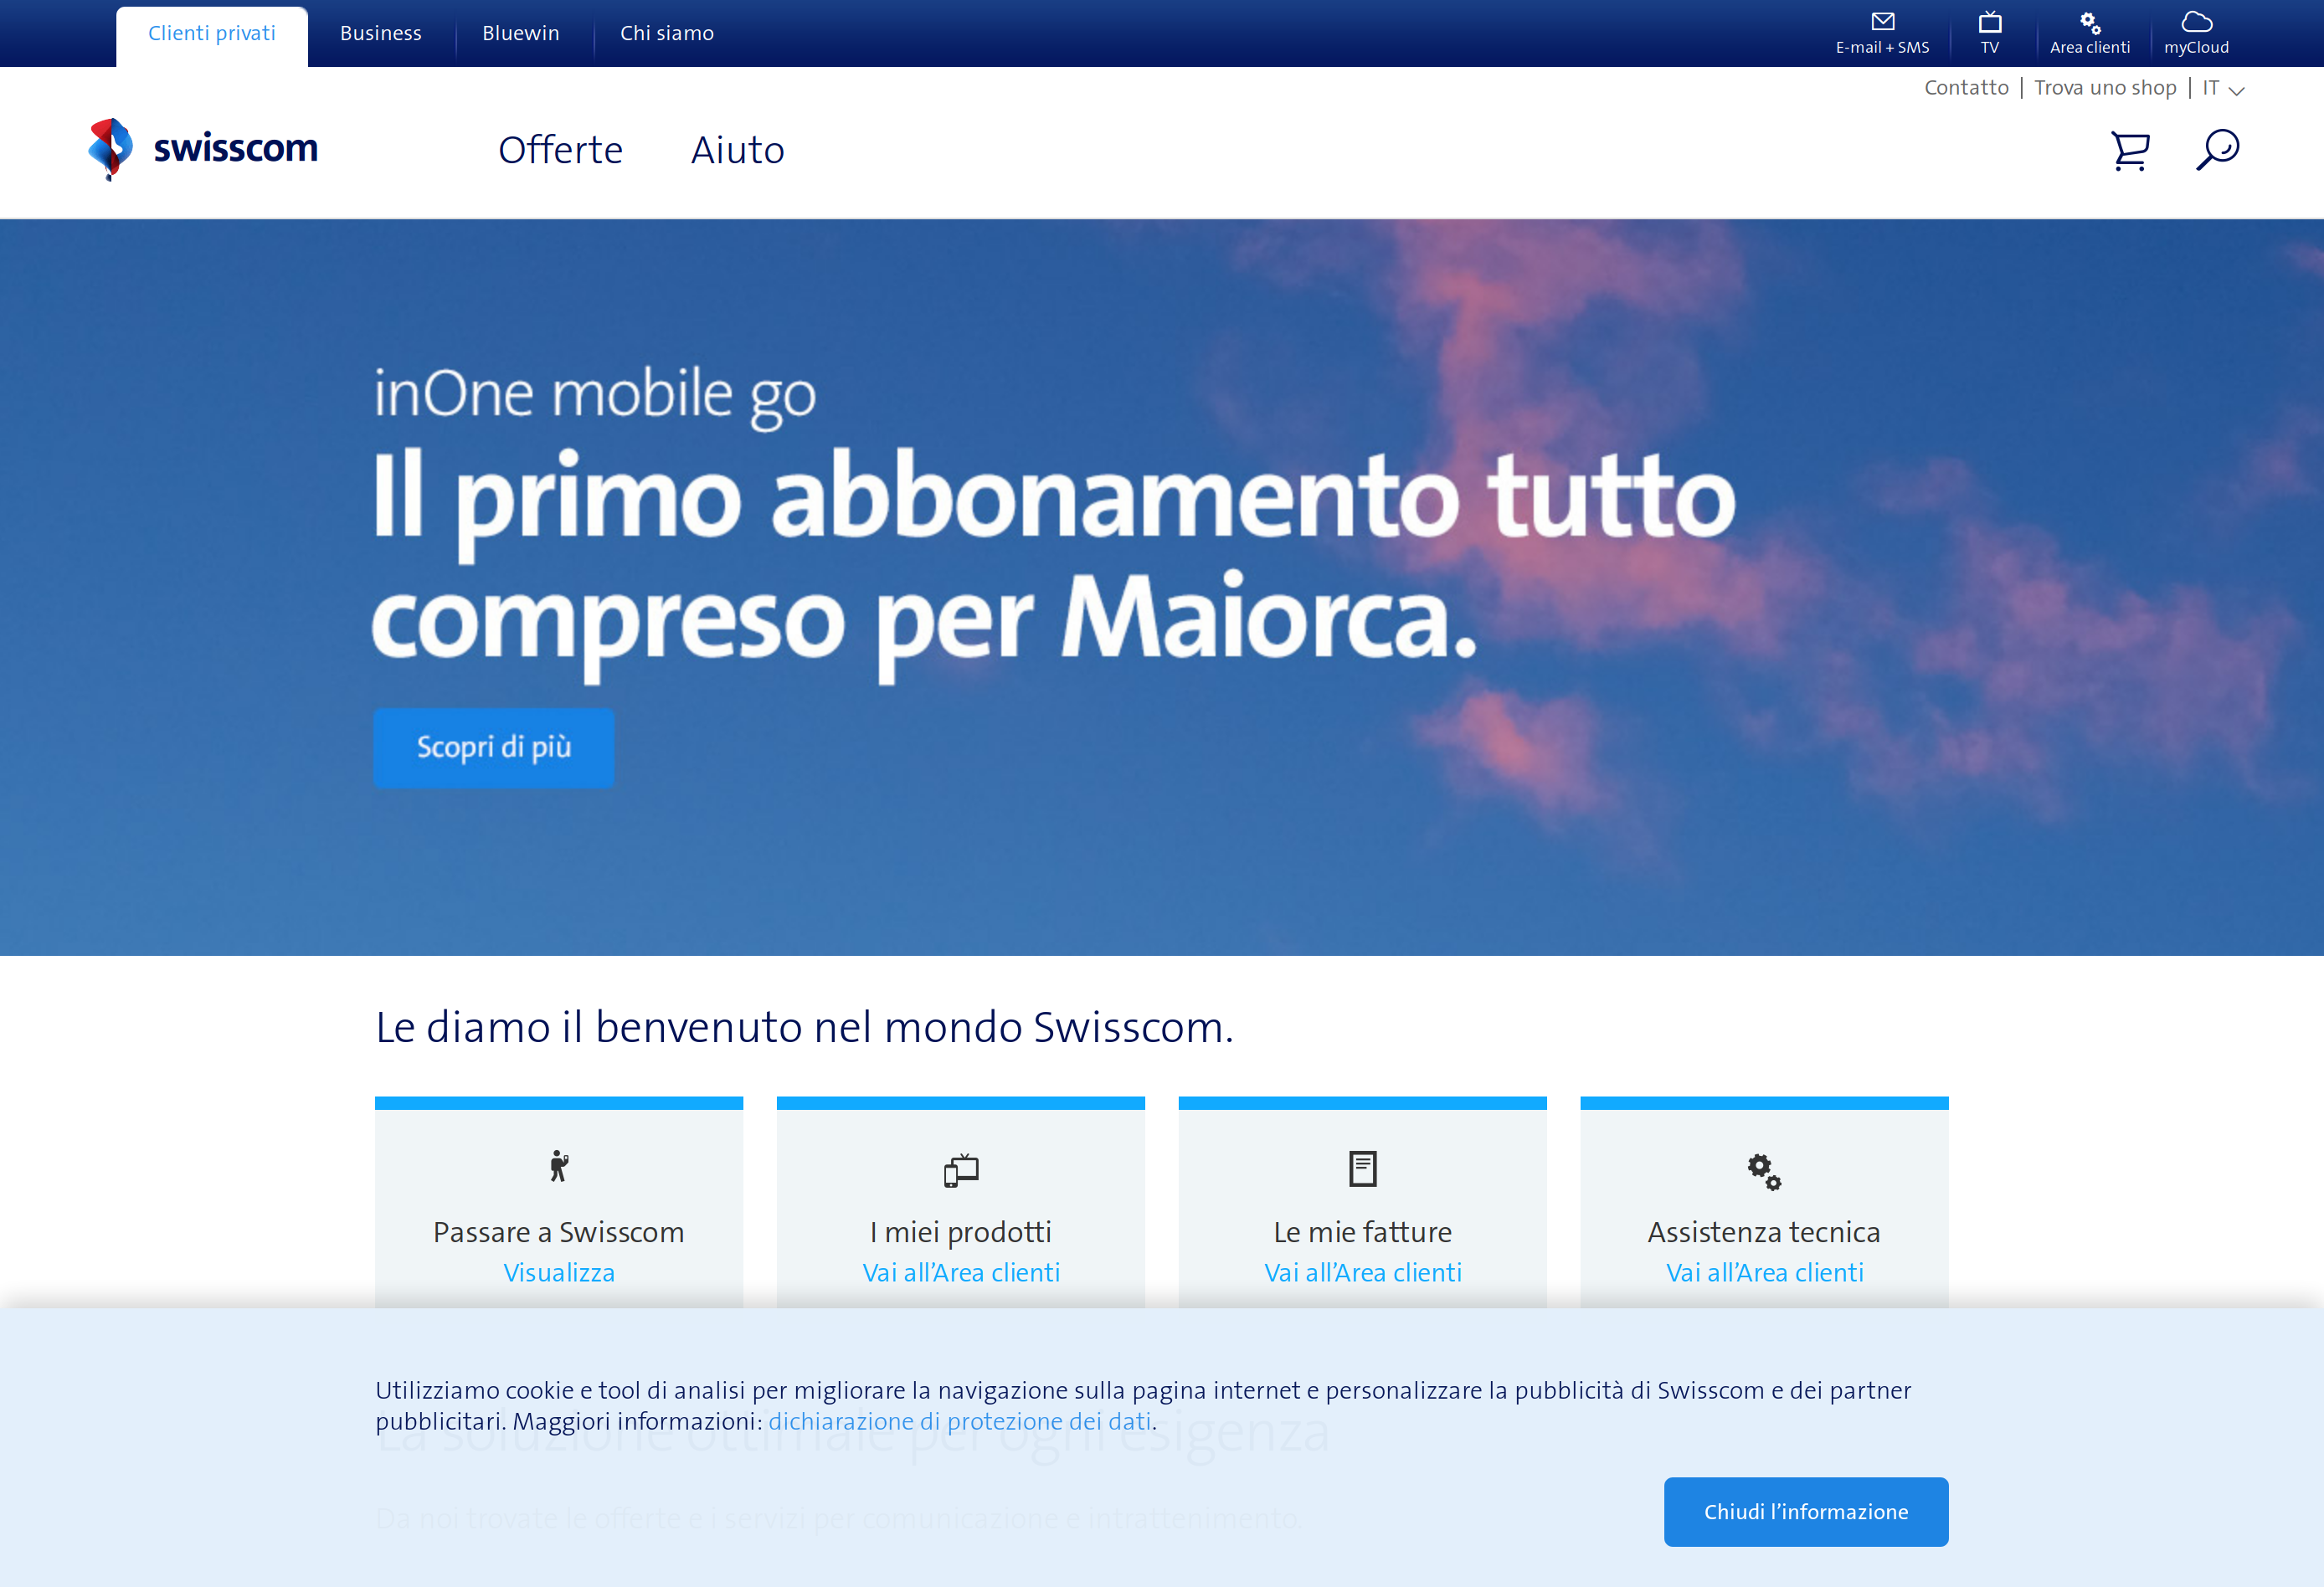 Clienti privati
Business
Bluewin
Chi siamo
E-mail + SMS
TV
Area clienti
myCloud
Contatto
Trova uno shop
IT
swisscom
Offerte
Aiuto
inOne mobile go
Il primo abbonamento tutto
compreso per Maiorca.
Scopri di più
Le diamo il benvenuto nel mondo Swisscom.
Passare a Swisscom
Visualizza
I miei prodotti
Vai all’Area clienti
Le mie fatture
Vai all’Area clienti
Assistenza tecnica
Vai all’Area clienti
Utilizziamo cookie e tool di analisi per migliorare la navigazione sulla pagina internet e personalizzare la pubblicità di Swisscom e dei partner
pubblicitari. Maggiori informazioni: dichiarazione di protezione dei dati.
La soluzione ottimale per ogni esigenza
Da noi trovate le offerte e i servizi per comunicazione e intrattenimento.
Chiudi l’informazione